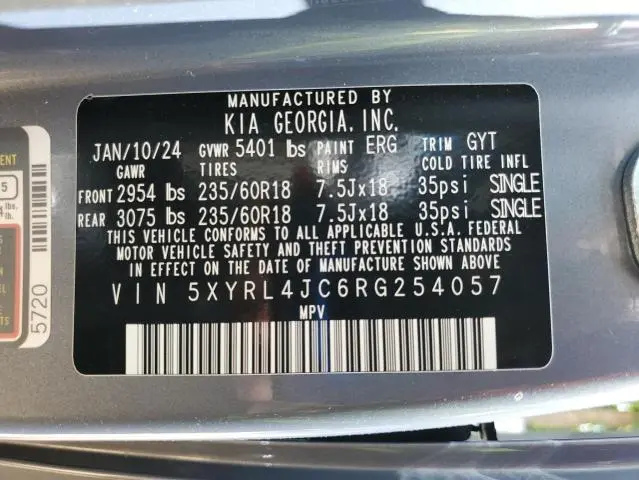 MANUFACTURED BY
KIA GEORGIA, INC.
JAN/10/24 GVWR 5401 lbs PAINT ERG TRIM GYT
GAWR TIRES RIMS COLD TIRE INFL
FRONT 2954 lbs 235/60R18 7.5Jx18 35psi SINGLE
REAR 3075 lbs 235/60R18 7.5Jx18 35psi SINGLE
THIS VEHICLE CONFORMS TO ALL APPLICABLE U.S.A. FEDERAL
MOTOR VEHICLE SAFETY AND THEFT PREVENTION STANDARDS
IN EFFECT ON THE DATE OF MANUFACTURE SHOWN ABOVE.
VIN 5XYRL4JC6RG254057
MPV
5720